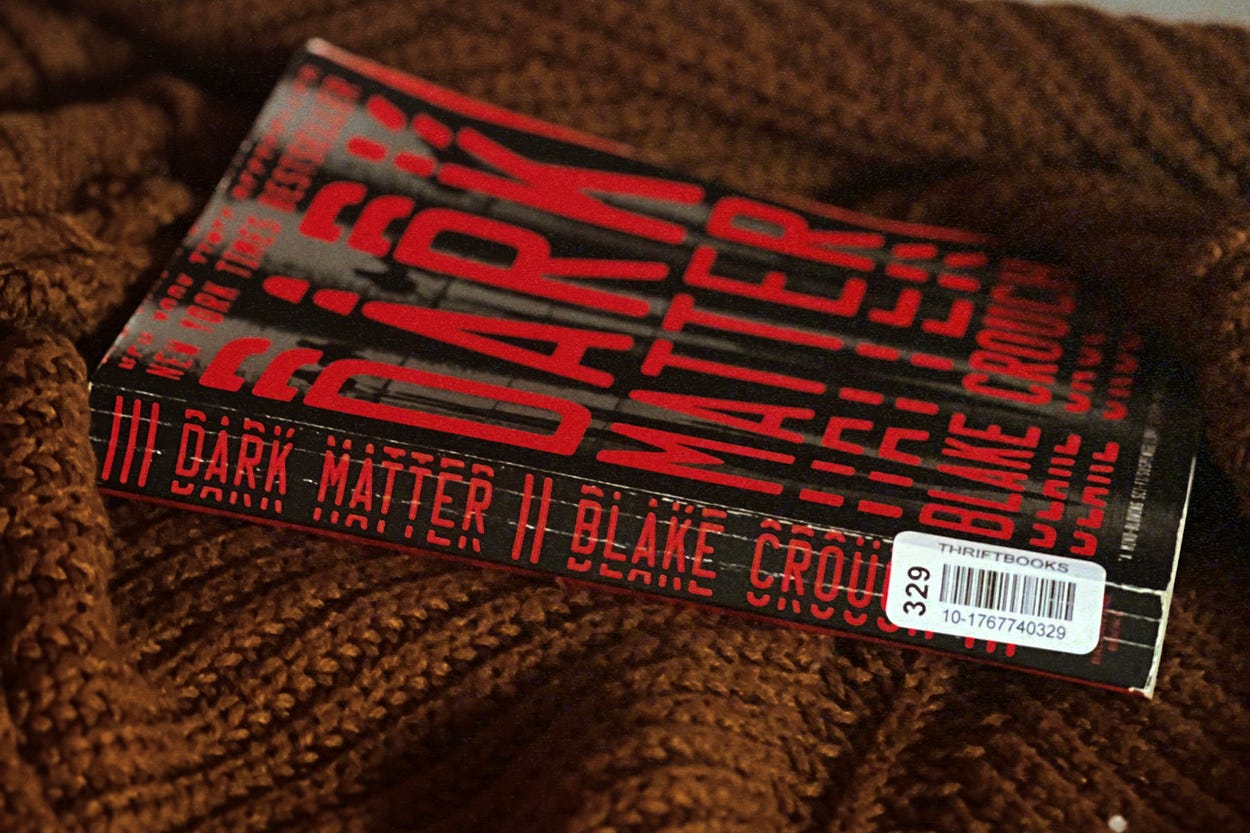 NEW YORK TIMES BESTSELLER
DARK
MATTER
BLAKE CROUCH
DARK MATTER || BLAKE CROUCH
THRIFTBOOKS
329
10-1767740329